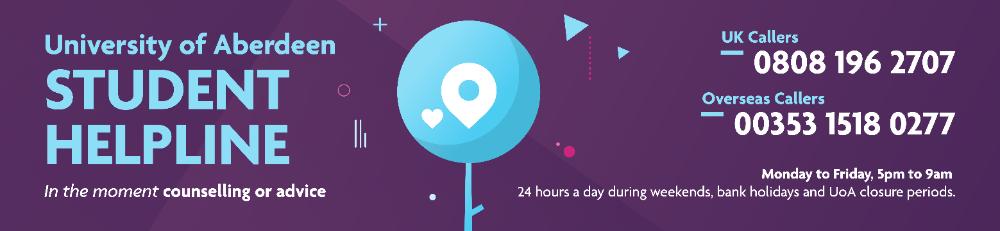 University of Aberdeen
STUDENT
HELPLINE
In the moment counselling or advice
UK Callers
0808 196 2707
Overseas Callers
00353 1518 0277
Monday to Friday, 5pm to 9am
24 hours a day during weekends, bank holidays and UoA closure periods.